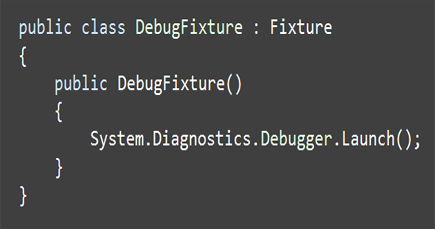 public class DebugFixture : Fixture
{
    public DebugFixture()
    {
        System.Diagnostics.Debugger.Launch();
    }
}